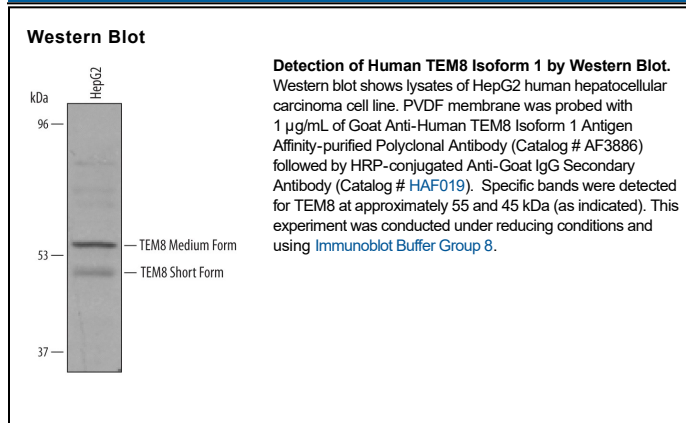 Western Blot
HepG2
kDa
96
TEM8 Medium Form
53
TEM8 Short Form
37
Detection of Human TEM8 Isoform 1 by Western Blot.
Western blot shows lysates of HepG2 human hepatocellular
carcinoma cell line. PVDF membrane was probed with
1 µg/mL of Goat Anti-Human TEM8 Isoform 1 Antigen
Affinity-purified Polyclonal Antibody (Catalog # AF3886)
followed by HRP-conjugated Anti-Goat IgG Secondary
Antibody (Catalog # HAF019). Specific bands were detected
for TEM8 at approximately 55 and 45 kDa (as indicated). This
experiment was conducted under reducing conditions and
using Immunoblot Buffer Group 8.